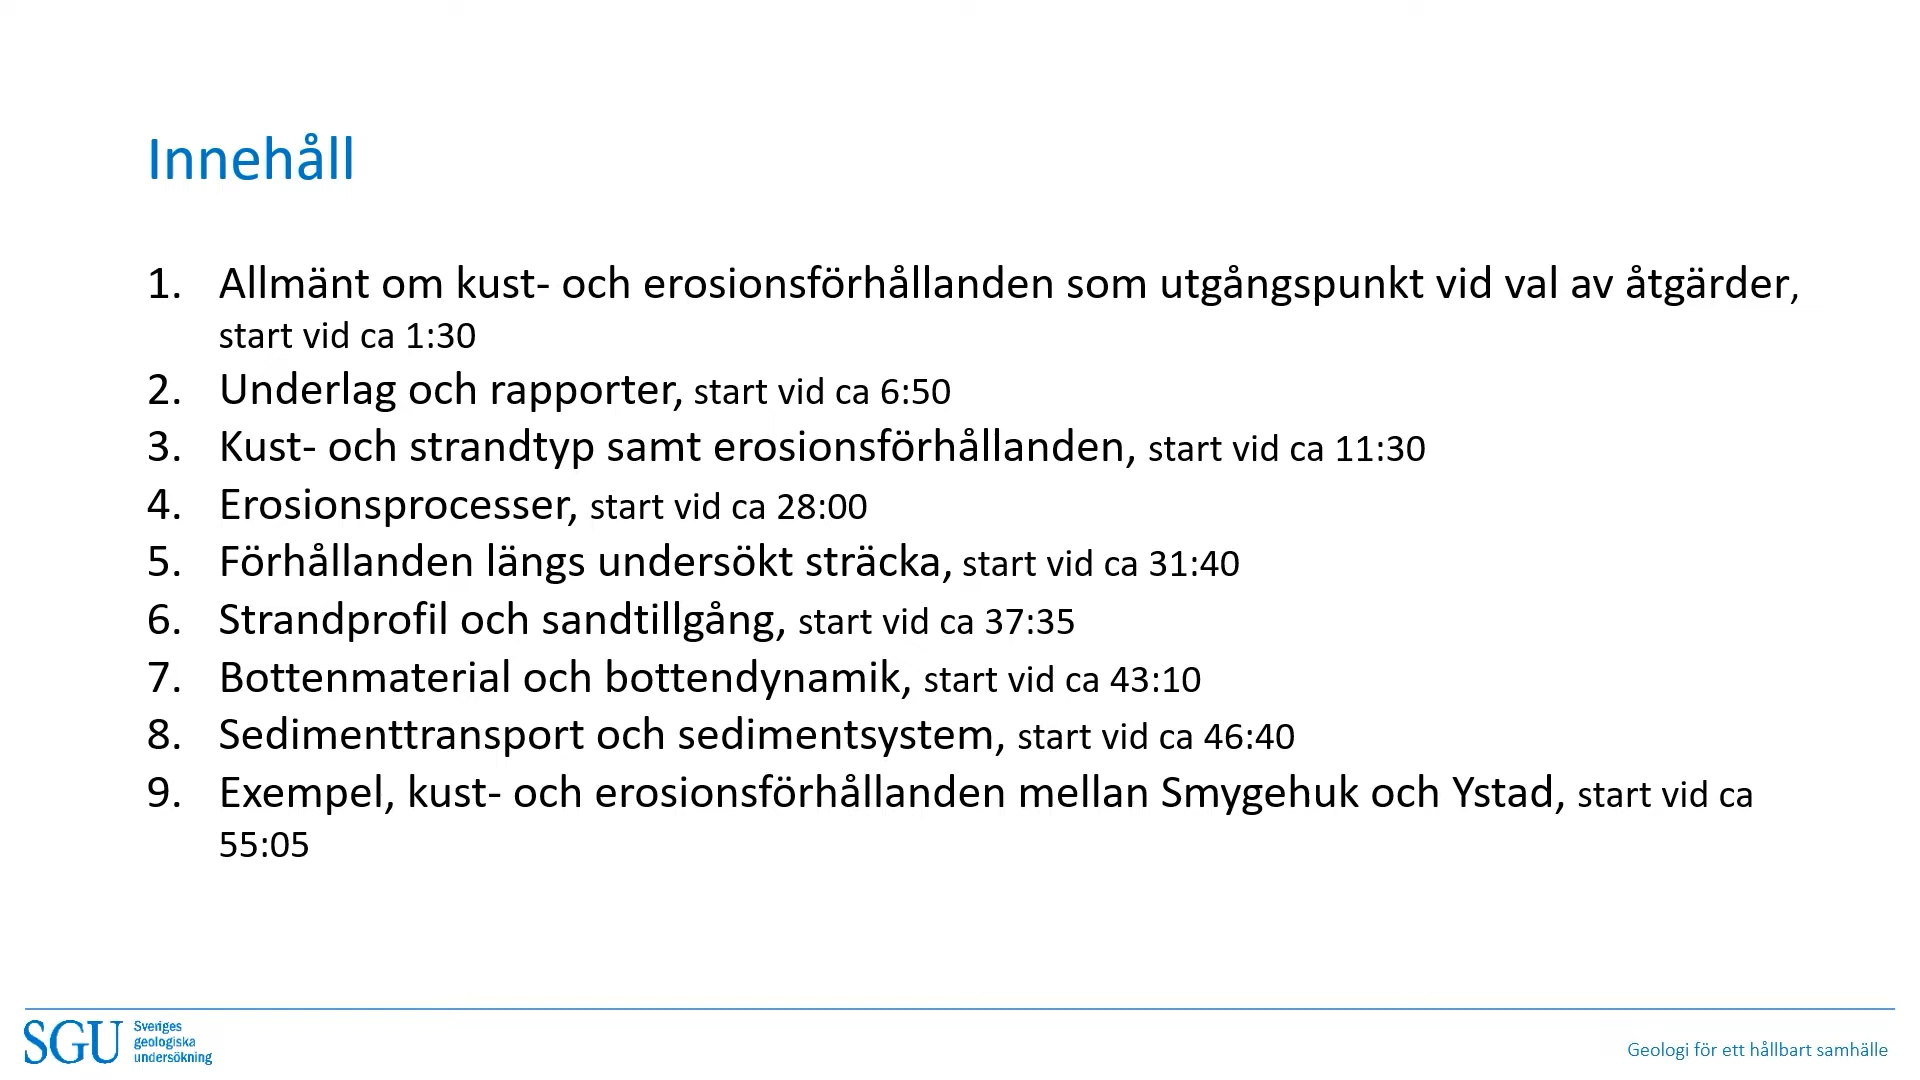 Innehåll
1. Allmänt om kust- och erosionsförhållanden som utgångspunkt vid val av åtgärder,
start vid ca 1:30
2. Underlag och rapporter, start vid ca 6:50
3. Kust- och strandtyp samt erosionsförhållanden, start vid ca 11:30
4. Erosionsprocesser, start vid ca 28:00
5. Förhållanden längs undersökt sträcka, start vid ca 31:40
6. Strandprofil och sandtillgång, start vid ca 37:35
7. Bottenmaterial och bottendynamik, start vid ca 43:10
8. Sedimenttransport och sedimentsystem, start vid ca 46:40
9. Exempel, kust- och erosionsförhållanden mellan Smygehuk och Ystad, start vid ca
55:05
SGU
Sveriges
geologiska
undersökning
Geologi för ett hållbart samhälle